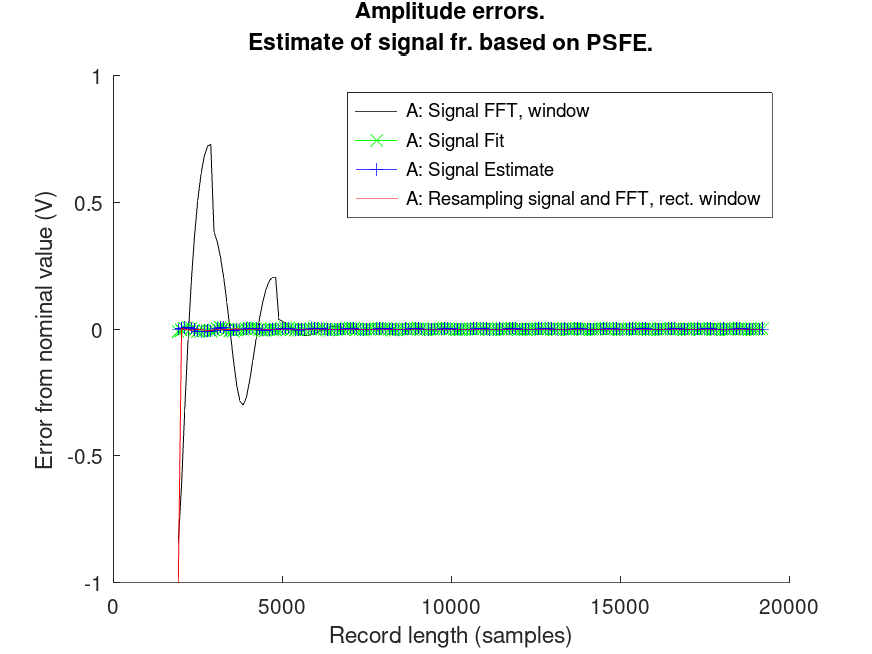 Amplitude errors.
Estimate of signal fr. based on PSFE.
1
0.5
0
-0.5
-1
Error from nominal value (V)
A: Signal FFT, window
A: Signal Fit
A: Signal Estimate
A: Resampling signal and FFT, rect. window
0
5000
10000
15000
20000
Record length (samples)